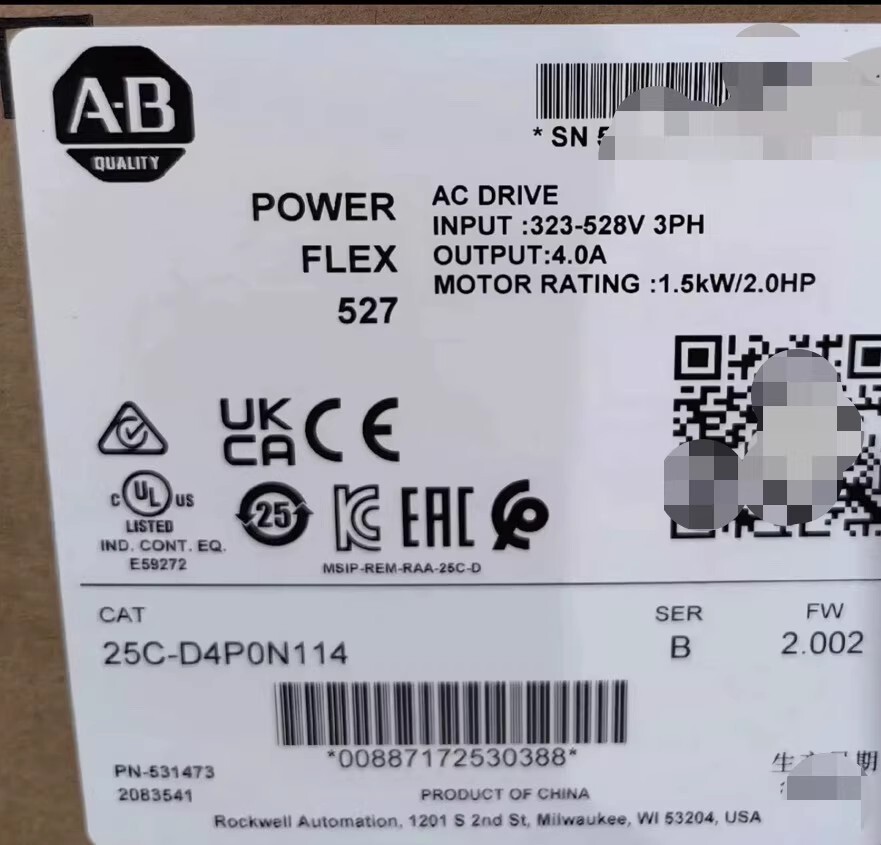 A-B
QUALITY
* SN 5
POWER
FLEX
527
AC DRIVE
INPUT :323-528V 3PH
OUTPUT:4.0A
MOTOR RATING :1.5kW/2.0HP
UK
CA
CE
C UL US
LISTED
IND. CONT. EQ.
E59272
25
KC
EAC
MSIP-REM-RAA-25C-D
CAT
25C-D4P0N114
SER
B
FW
2.002
*00887172530388*
PN-531473
2083541
PRODUCT OF CHINA
Rockwell Automation, 1201 S 2nd St, Milwaukee, WI 53204, USA